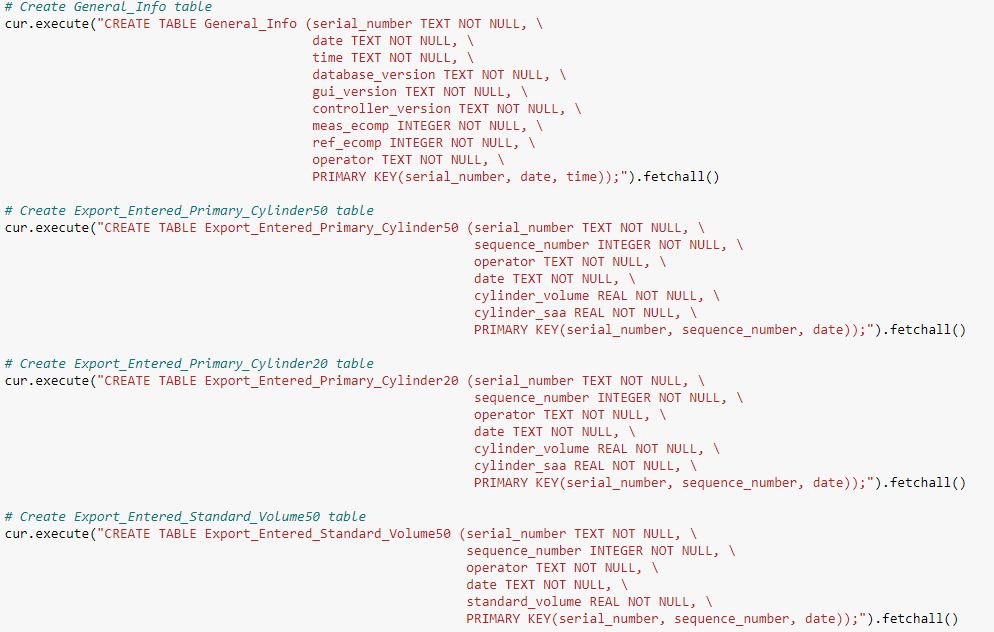 # Create General_Info table
cur.execute("CREATE TABLE General_Info (serial_number TEXT NOT NULL, \
date TEXT NOT NULL, \
time TEXT NOT NULL, \
database_version TEXT NOT NULL, \
gui_version TEXT NOT NULL, \
controller_version TEXT NOT NULL, \
meas_ecomp INTEGER NOT NULL, \
ref_ecomp INTEGER NOT NULL, \
operator TEXT NOT NULL, \
PRIMARY KEY(serial_number, date, time));").fetchall()
# Create Export_Entered_Primary_Cylinder50 table
cur.execute("CREATE TABLE Export_Entered_Primary_Cylinder50 (serial_number TEXT NOT NULL, \
sequence_number INTEGER NOT NULL, \
operator TEXT NOT NULL, \
date TEXT NOT NULL, \
cylinder_volume REAL NOT NULL, \
cylinder_saa REAL NOT NULL, \
PRIMARY KEY(serial_number, sequence_number, date));").fetchall()
# Create Export_Entered_Primary_Cylinder20 table
cur.execute("CREATE TABLE Export_Entered_Primary_Cylinder20 (serial_number TEXT NOT NULL, \
sequence_number INTEGER NOT NULL, \
operator TEXT NOT NULL, \
date TEXT NOT NULL, \
cylinder_volume REAL NOT NULL, \
cylinder_saa REAL NOT NULL, \
PRIMARY KEY(serial_number, sequence_number, date));").fetchall()
# Create Export_Entered_Standard_Volume50 table
cur.execute("CREATE TABLE Export_Entered_Standard_Volume50 (serial_number TEXT NOT NULL, \
sequence_number INTEGER NOT NULL, \
operator TEXT NOT NULL, \
date TEXT NOT NULL, \
standard_volume REAL NOT NULL, \
PRIMARY KEY(serial_number, sequence_number, date));").fetchall()